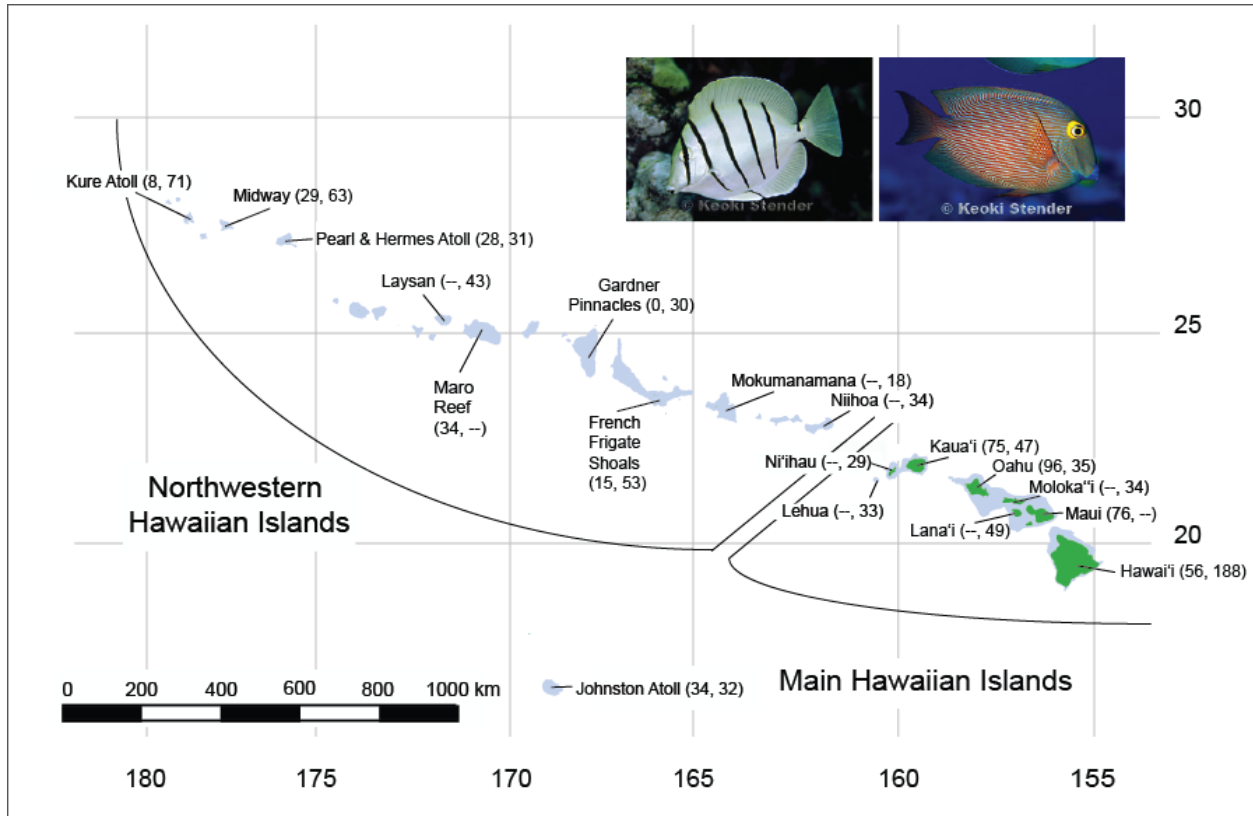 30
© Keoki Stender
© Keoki Stender
Kure Atoll (8, 71)
Midway (29, 63)
Pearl & Hermes Atoll (28, 31)
Laysan (--, 43)
Gardner
Pinnacles (0, 30)
25
Maro
Reef
(34, --)
Mokumanamana (--, 18)
Niihoa (--, 34)
French
Frigate
Shoals
(15, 53)
Ni‘ihau (--, 29)
Kaua‘i (75, 47)
Oahu (96, 35)
Moloka‘‘i (--, 34)
Lehua (--, 33)
Maui (76, --)
Lana‘i (--, 49)
20
Hawai‘i (56, 188)
Northwestern
Hawaiian Islands
Main Hawaiian Islands
Johnston Atoll (34, 32)
0 200 400 600 800 1000 km
180 175 170 165 160 155